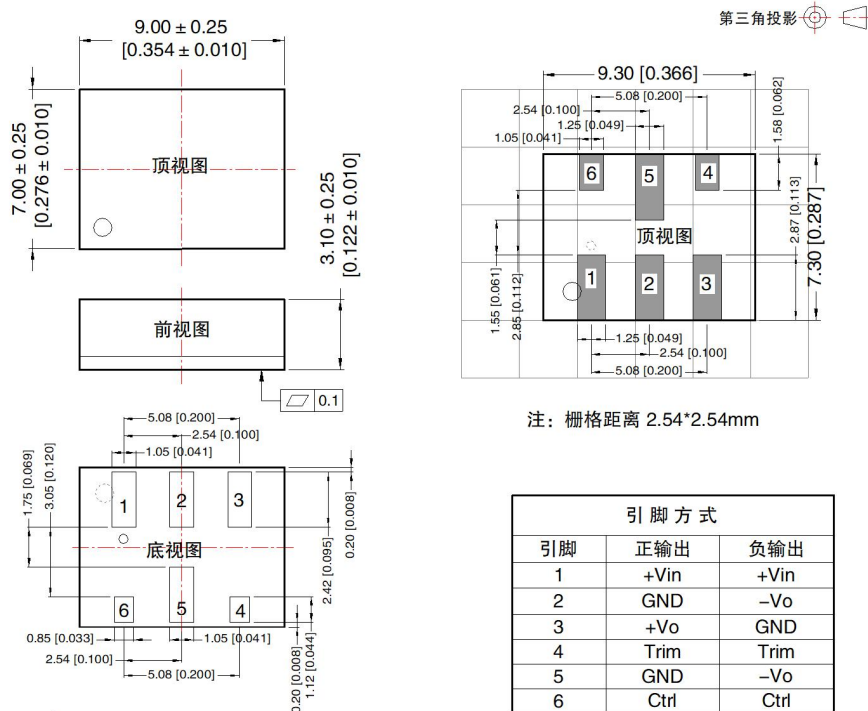 第三角投影
9.00 ± 0.25
[0.354 ± 0.010]
7.00 ± 0.25
[0.276 ± 0.010]
顶视图
3.10 ± 0.25
[0.122 ± 0.010]
前视图
0.1
5.08 [0.200]
2.54 [0.100]
1.05 [0.041]
1.75 [0.069]
3.05 [0.120]
1
2
3
底视图
6
5
4
0.20 [0.008]
2.42 [0.095]
0.85 [0.033]
1.05 [0.041]
2.54 [0.100]
5.08 [0.200]
0.20 [0.008]
1.12 [0.044]
9.30 [0.366]
5.08 [0.200]
2.54 [0.100]
1.25 [0.049]
1.05 [0.041]
1.58 [0.062]
6
5
4
顶视图
1
2
3
1.55 [0.061]
2.85 [0.112]
2.87 [0.113]
7.30 [0.287]
1.25 [0.049]
2.54 [0.100]
5.08 [0.200]
注：栅格距离 2.54*2.54mm
引脚方式
引脚 正输出 负输出
1 +Vin +Vin
2 GND −Vo
3 +Vo GND
4 Trim Trim
5 GND −Vo
6 Ctrl Ctrl